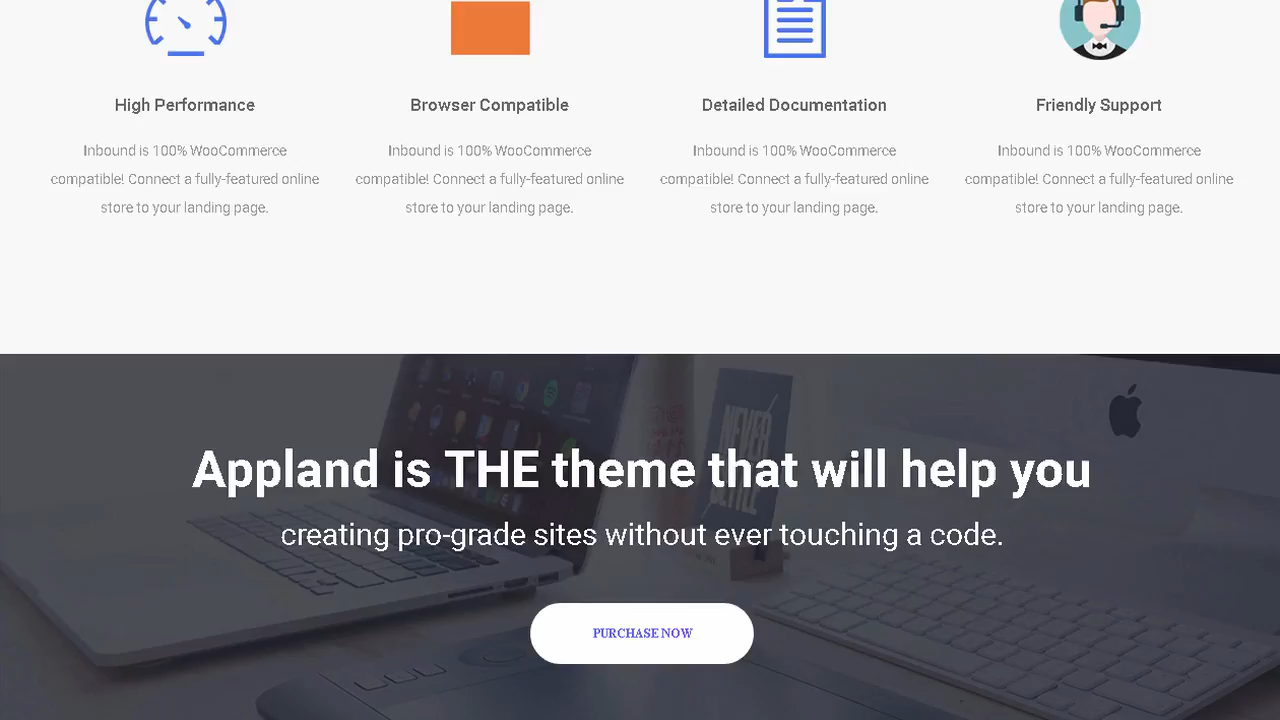 High Performance
Inbound is 100% WooCommerce
compatible! Connect a fully-featured online
store to your landing page.
Browser Compatible
Inbound is 100% WooCommerce
compatible! Connect a fully-featured online
store to your landing page.
Detailed Documentation
Inbound is 100% WooCommerce
compatible! Connect a fully-featured online
store to your landing page.
Friendly Support
Inbound is 100% WooCommerce
compatible! Connect a fully-featured online
store to your landing page.
NEVER
SETTLE
Appland is THE theme that will help you
creating pro-grade sites without ever touching a code.
PURCHASE NOW